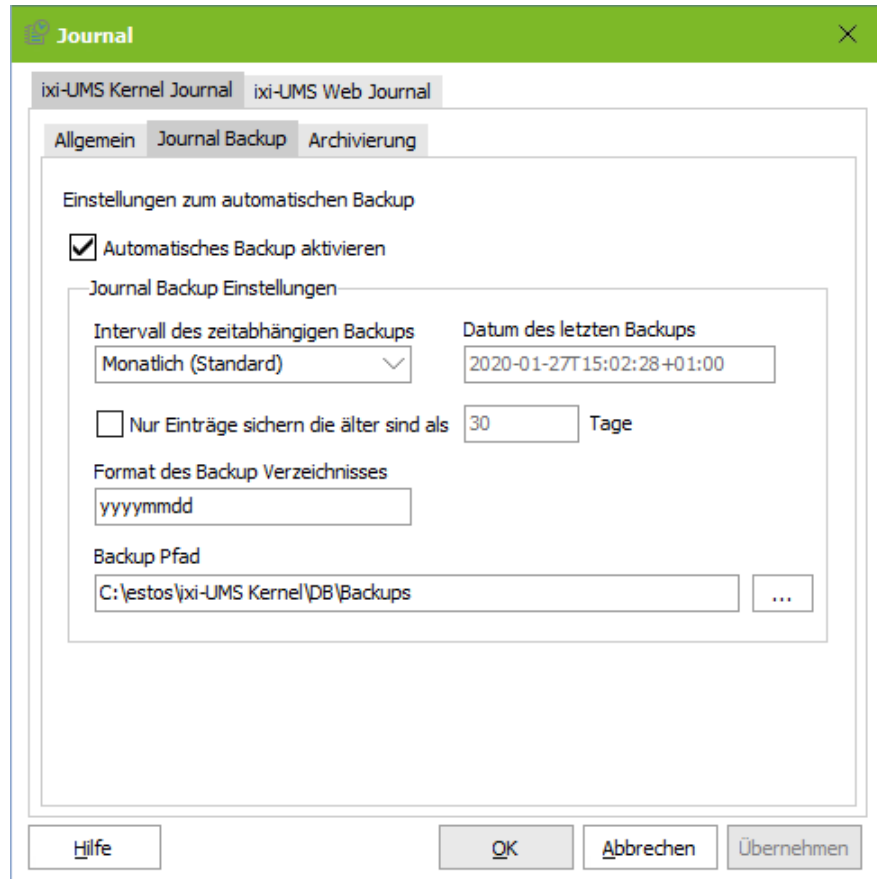 Journal
ixi-UMS Kernel Journal ixi-UMS Web Journal
Allgemein Journal Backup Archivierung
Einstellungen zum automatischen Backup
Automatisches Backup aktivieren
Journal Backup Einstellungen
Intervall des zeitabhängigen Backups Datum des letzten Backups
Monatlich (Standard) 2020-01-27T15:02:28+01:00
Nur Einträge sichern die älter sind als 30 Tage
Format des Backup Verzeichnisses
yyyymmdd
Backup Pfad
C:\estos\ixi-UMS Kernel\DB\Backups ...
Hilfe OK Abbrechen Übernehmen